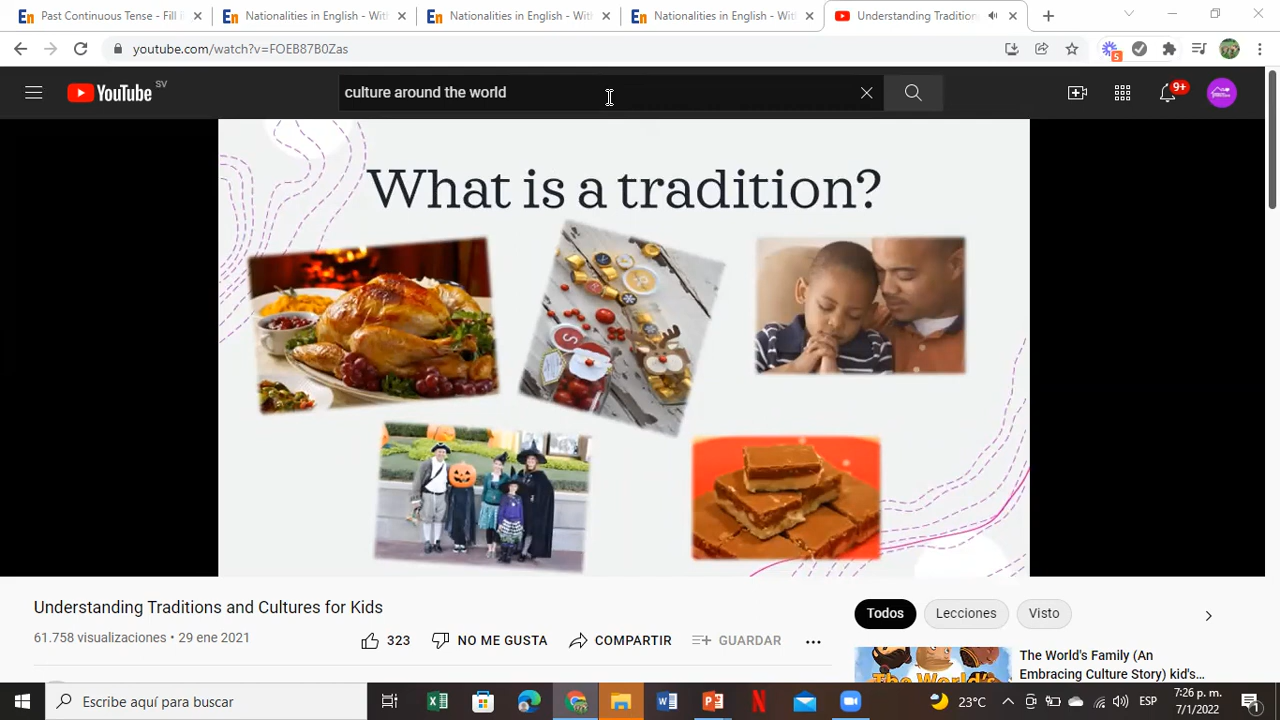 Past Continuous Tense - Fill i
Nationalities in English - With
Nationalities in English - With
Nationalities in English - With
Understanding Tradition
youtube.com/watch?v=FOEB87B0Zas
5
YouTube SV
culture around the world
9+
What is a tradition?
Understanding Traditions and Cultures for Kids
61.758 visualizaciones • 29 ene 2021
323
NO ME GUSTA
COMPARTIR
GUARDAR
Todos
Lecciones
Visto
The World's Family (An
Embracing Culture Story) kid's...
Escribe aquí para buscar
23°C
ESP
7:26 p. m.
7/1/2022
1